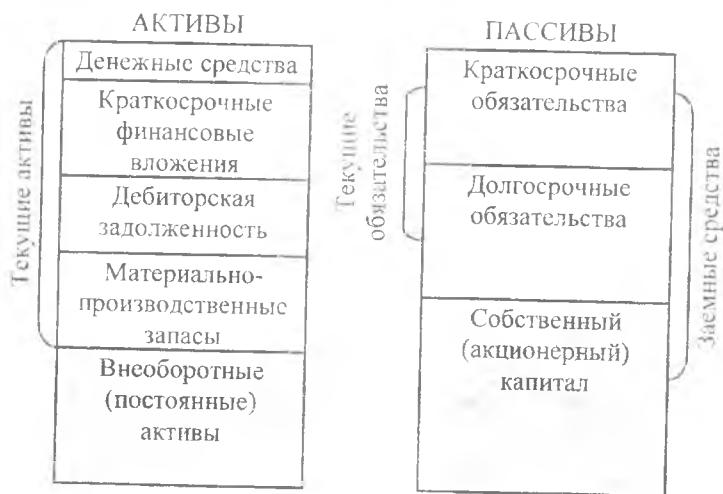 АКТИВЫ
Денежные средства
Краткосрочные
финансовые
вложения
Дебиторская
задолженность
Материально-
производственные
запасы
Внеоборотные
(постоянные)
активы
Текущие активы
ПАССИВЫ
Краткосрочные
обязательства
Долгосрочные
обязательства
Собственный
(акционерный)
капитал
Текущие
обязательства
Заемные средства